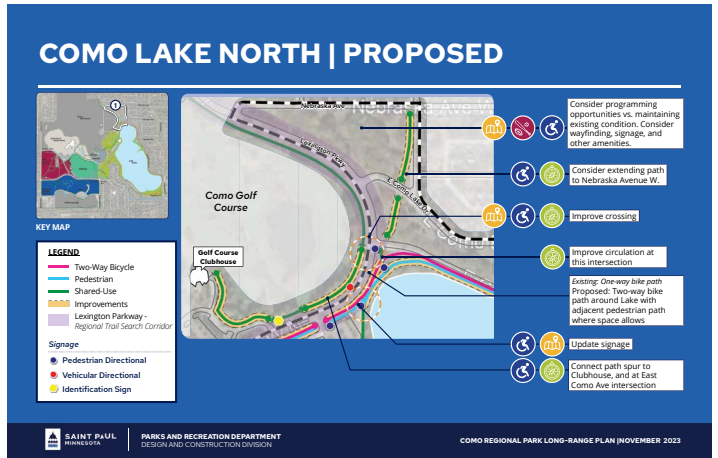 COMO LAKE NORTH | PROPOSED
1
KEY MAP
LEGEND
Two-Way Bicycle
Pedestrian
Shared-Use
Improvements
Lexington Parkway -
Regional Trail Search Corridor
Signage
Pedestrian Directional
Vehicular Directional
Identification Sign
Nebraska Ave
Lexington Pkwy
E Como Lake Dr
Como Golf
Course
Golf Course
Clubhouse
Consider programming
opportunities vs. maintaining
existing condition. Consider
wayfinding, signage, and
other amenities.
Consider extending path
to Nebraska Avenue W.
Improve crossing
Improve circulation at
this intersection
Existing: One-way bike path
Proposed: Two-way bike
path around Lake with
adjacent pedestrian path
where space allows
Update signage
Connect path spur to
Clubhouse, and at East
Como Ave intersection
SAINT PAUL
MINNESOTA
PARKS AND RECREATION DEPARTMENT
DESIGN AND CONSTRUCTION DIVISION
COMO REGIONAL PARK LONG-RANGE PLAN |NOVEMBER 2023